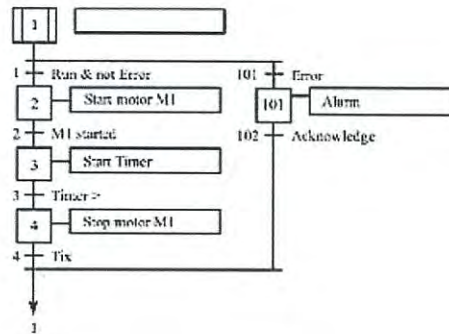 1
1 Run & not Error 101 Error
2 Start motor M1 101 Alarm
2 M1 started 102 Acknowledge
3 Start Timer
3 Timer >
4 Stop motor M1
4 Tix
1